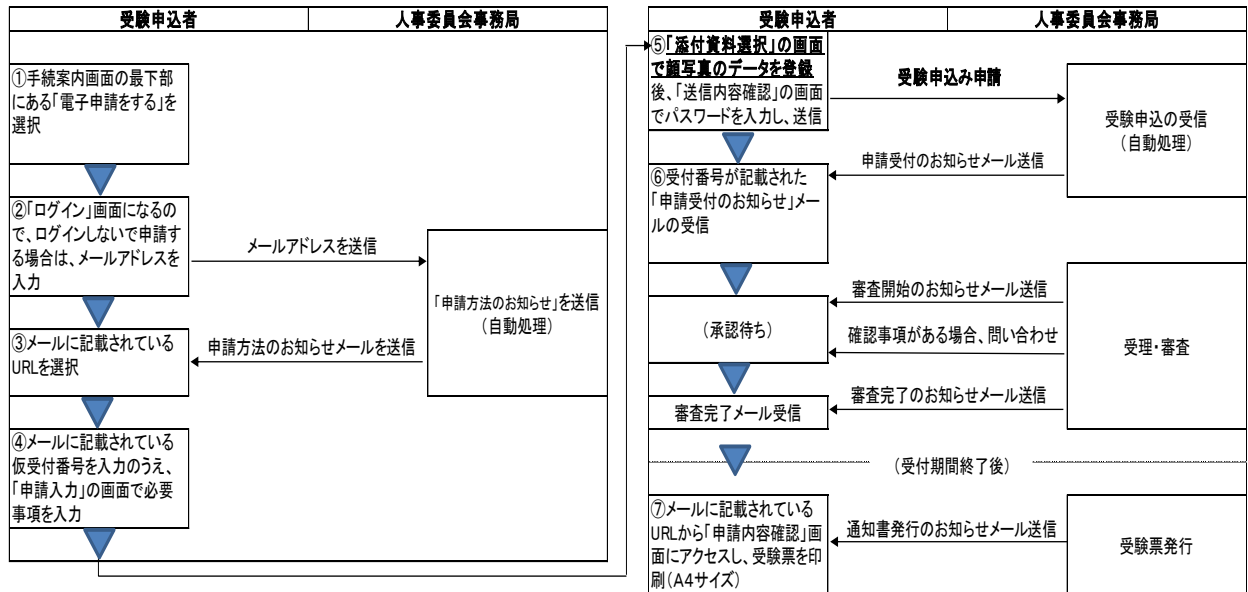 受験申込者
人事委員会事務局
①手続案内画面の最下部
にある「電子申請をする」を
選択
②「ログイン」画面になるの
で、ログインしないで申請す
る場合は、メールアドレスを
入力
メールアドレスを送信
「申請方法のお知らせ」を送信
(自動処理)
申請方法のお知らせメールを送信
③メールに記載されている
URLを選択
④メールに記載されている
仮受付番号を入力のうえ、
「申請入力」の画面で必要
事項を入力
受験申込者
人事委員会事務局
⑤「添付資料選択」の画面
で顔写真のデータを登録
後、「送信内容確認」の画面
でパスワードを入力し、送信
受験申込み申請
受験申込の受信
(自動処理)
申請受付のお知らせメール送信
⑥受付番号が記載された
「申請受付のお知らせ」メー
ルの受信
審査開始のお知らせメール送信
(承認待ち)
確認事項がある場合、問い合わせ
受理・審査
審査完了のお知らせメール送信
審査完了メール受信
(受付期間終了後)
⑦メールに記載されている
URLから「申請内容確認」画
面にアクセスし、受験票を印
刷(A4サイズ)
通知書発行のお知らせメール送信
受験票発行